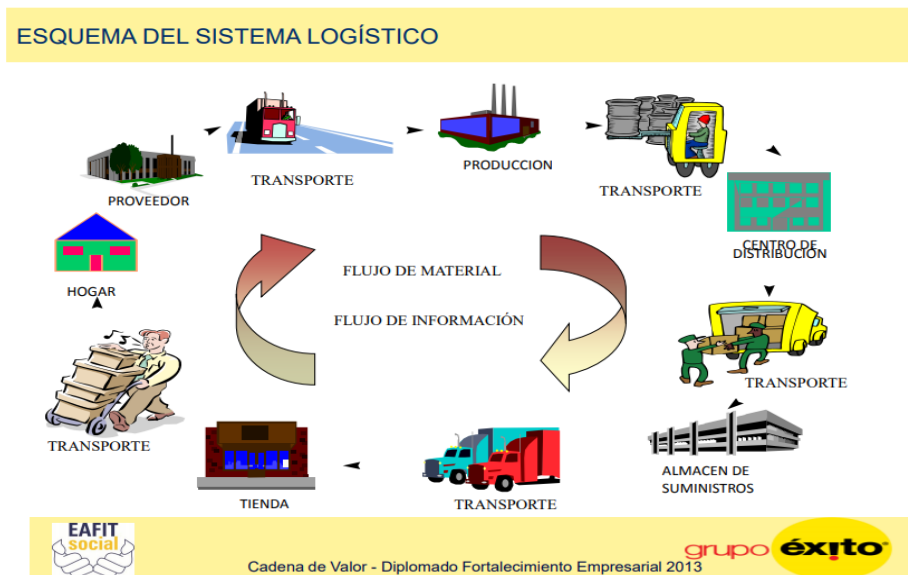 ESQUEMA DEL SISTEMA LOGÍSTICO
TRANSPORTE
PRODUCCION
TRANSPORTE
PROVEEDOR
CENTRO DE
DISTRIBUCIÓN
HOGAR
FLUJO DE MATERIAL
FLUJO DE INFORMACIÓN
TRANSPORTE
TRANSPORTE
ALMACEN DE
SUMINISTROS
TIENDA
TRANSPORTE
EAFIT
social
grupo éxito
Cadena de Valor - Diplomado Fortalecimiento Empresarial 2013